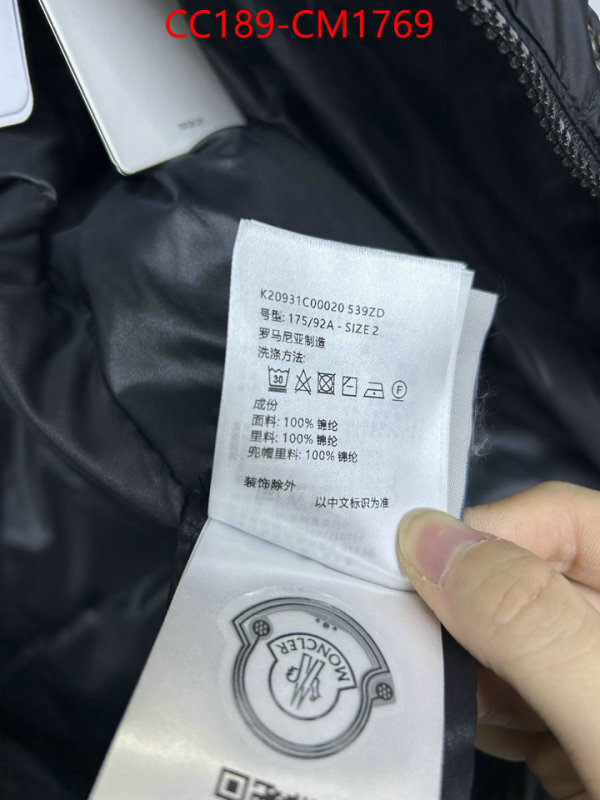 CC189-CM1769
K20931C00020 539ZD
号型: 175/92A - SIZE 2
罗马尼亚制造
洗涤方法:
30
F
成份
面料: 100% 锦纶
里料: 100% 锦纶
兜帽里料: 100% 锦纶
装饰除外
以中文标识为准
MONCLER